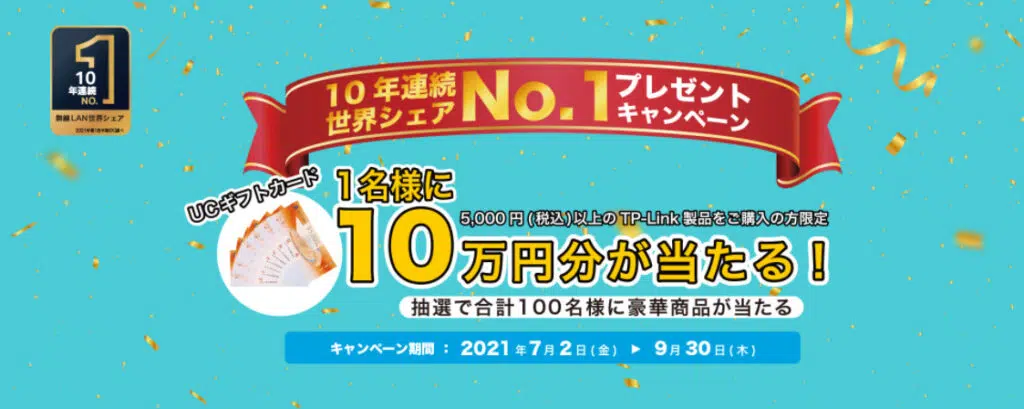 1
10
年連続
NO.
無線LAN世界シェア
10年連続
世界シェア
No.1
プレゼント
キャンペーン
UCギフトカード
1名様に
5,000円(税込)以上のTP-Link製品をご購入の方限定
10万円分が当たる！
抽選で合計100名様に豪華商品が当たる
キャンペーン期間 ： 2021年7月2日(金) ▶ 9月30日(木)